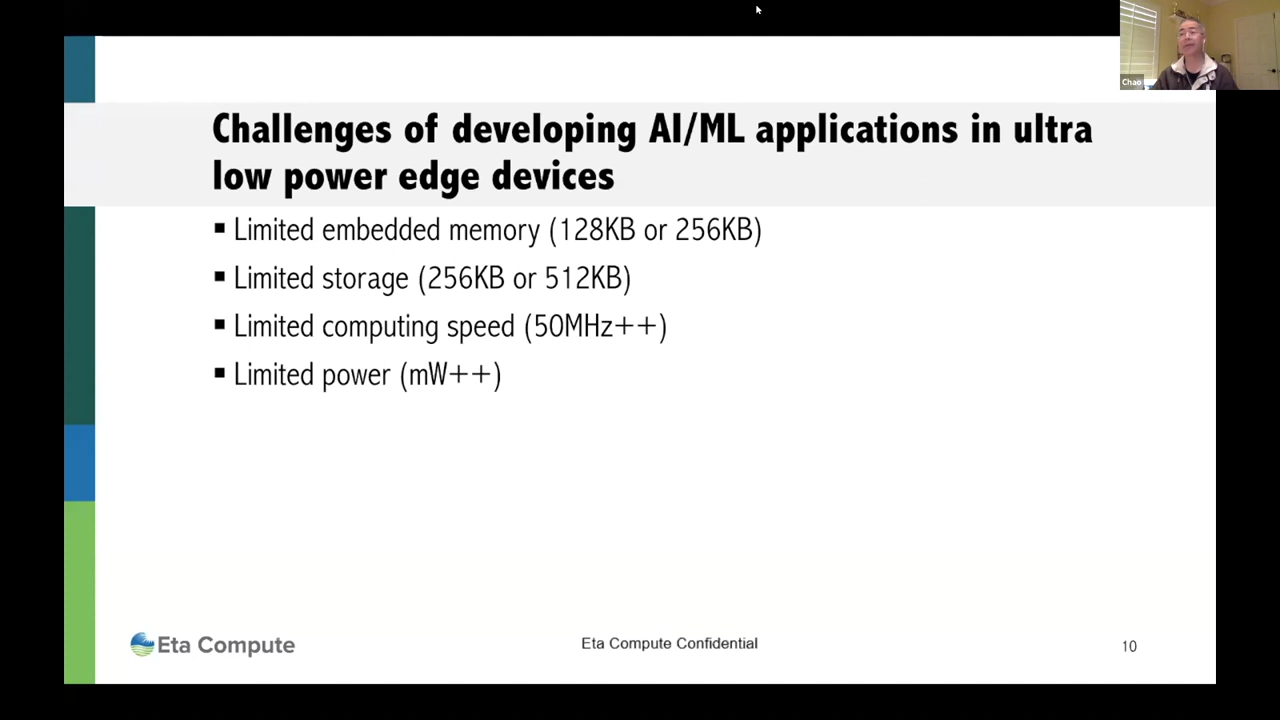 Chao
Challenges of developing AI/ML applications in ultra
low power edge devices
▪ Limited embedded memory (128KB or 256KB)
▪ Limited storage (256KB or 512KB)
▪ Limited computing speed (50MHz++)
▪ Limited power (mW++)
Eta Compute
Eta Compute Confidential
10